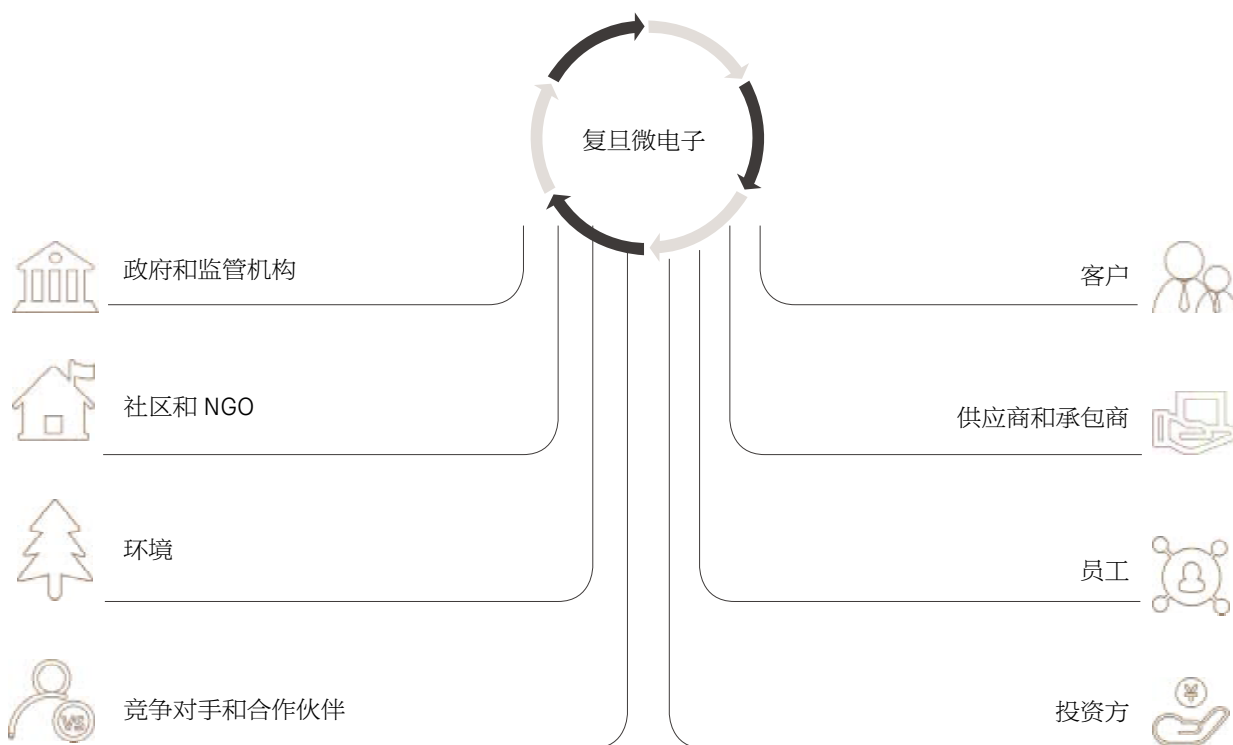 复旦微电子
政府和监管机构
客户
社区和 NGO
供应商和承包商
环境
员工
竞争对手和合作伙伴
VS
¥
投资方